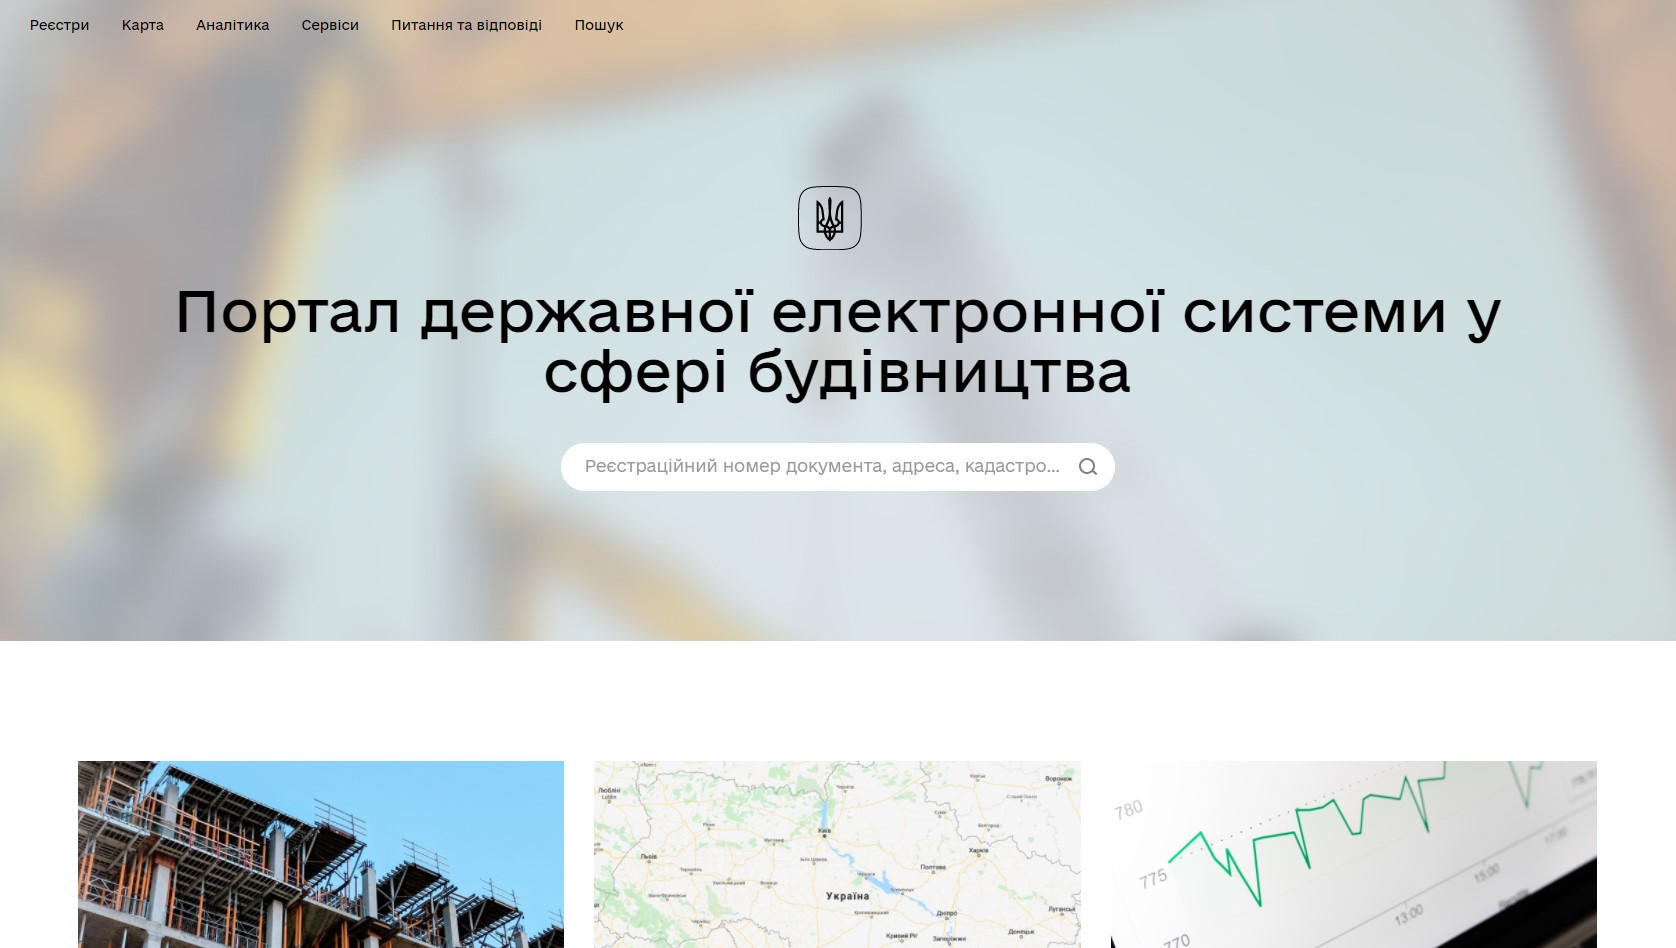 Реєстри Карта Аналітика Сервіси Питання та відповіді Пошук
Портал державної електронної системи у
сфері будівництва
Реєстраційний номер документа, адреса, кадастро...
Люблін
Lublin
Воронеж
Київ
Харків
Львів
Полтава
Україна
Дніпро
Луганськ
Кривий Ріг
Запоріжжя
Донецьк
780
775
770
15:00
13:00